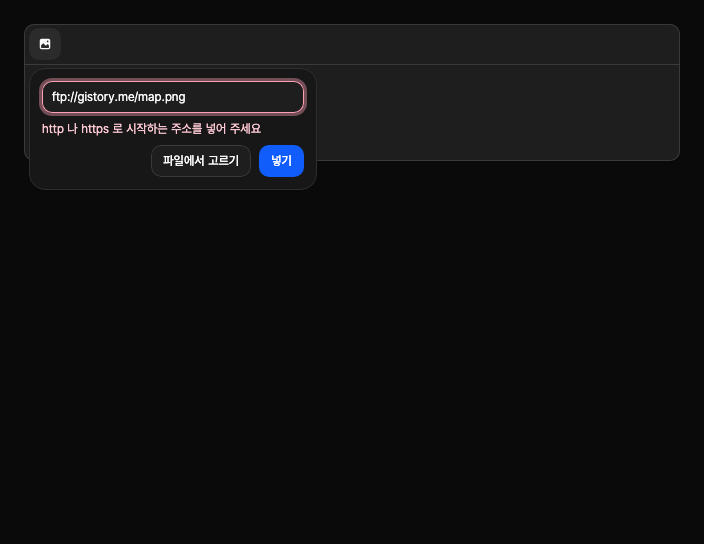 ftp://gistory.me/map.png
http 나 https 로 시작하는 주소를 넣어 주세요
파일에서 고르기
넣기